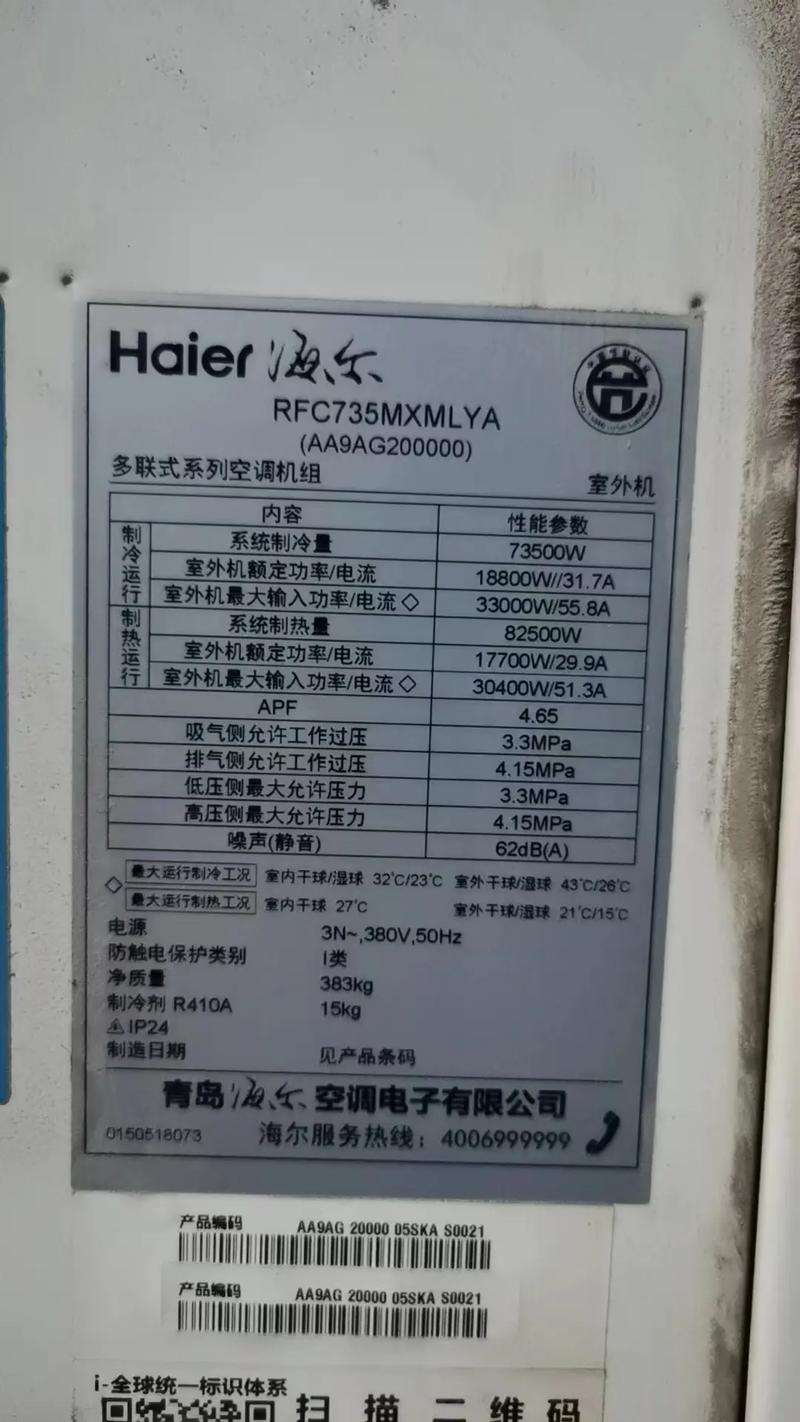 Haier 海尔
RFC735MXMLYA
(AA9AG200000)
多联式系列空调机组 室外机
内容 性能参数
制冷运行
系统制冷量 73500W
室外机额定功率/电流 18800W//31.7A
室外机最大输入功率/电流◇ 33000W/55.8A
制热运行
系统制热量 82500W
室外机额定功率/电流 17700W/29.9A
室外机最大输入功率/电流◇ 30400W/51.3A
APF 4.65
吸气侧允许工作过压 3.3MPa
排气侧允许工作过压 4.15MPa
低压侧最大允许压力 3.3MPa
高压侧最大允许压力 4.15MPa
噪声(静音) 62dB(A)
◇ 最大运行制冷工况 室内干球/湿球 32℃/23℃ 室外干球/湿球 43℃/26℃
最大运行制热工况 室内干球 27℃ 室外干球/湿球 21℃/15℃
电源 3N~,380V,50Hz
防触电保护类别 I类
净质量 383kg
制冷剂 R410A 15kg
IP24
制造日期 见产品条码
青岛海尔空调电子有限公司
0150518073 海尔服务热线：4006999999
产品编码 AA9AG 20000 05SKA S0021
产品编码 AA9AG 20000 05SKA S0021
i-全球统一标识体系
扫描二维码